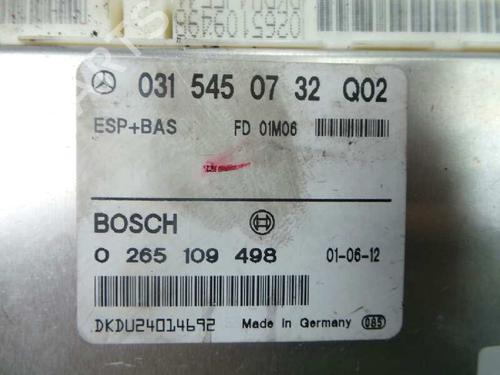 0265109498
031 545 07 32 Q02
ESP+BAS FD 01M06
BOSCH
0 265 109 498 01-06-12
DKDU24014692 Made in Germany 085